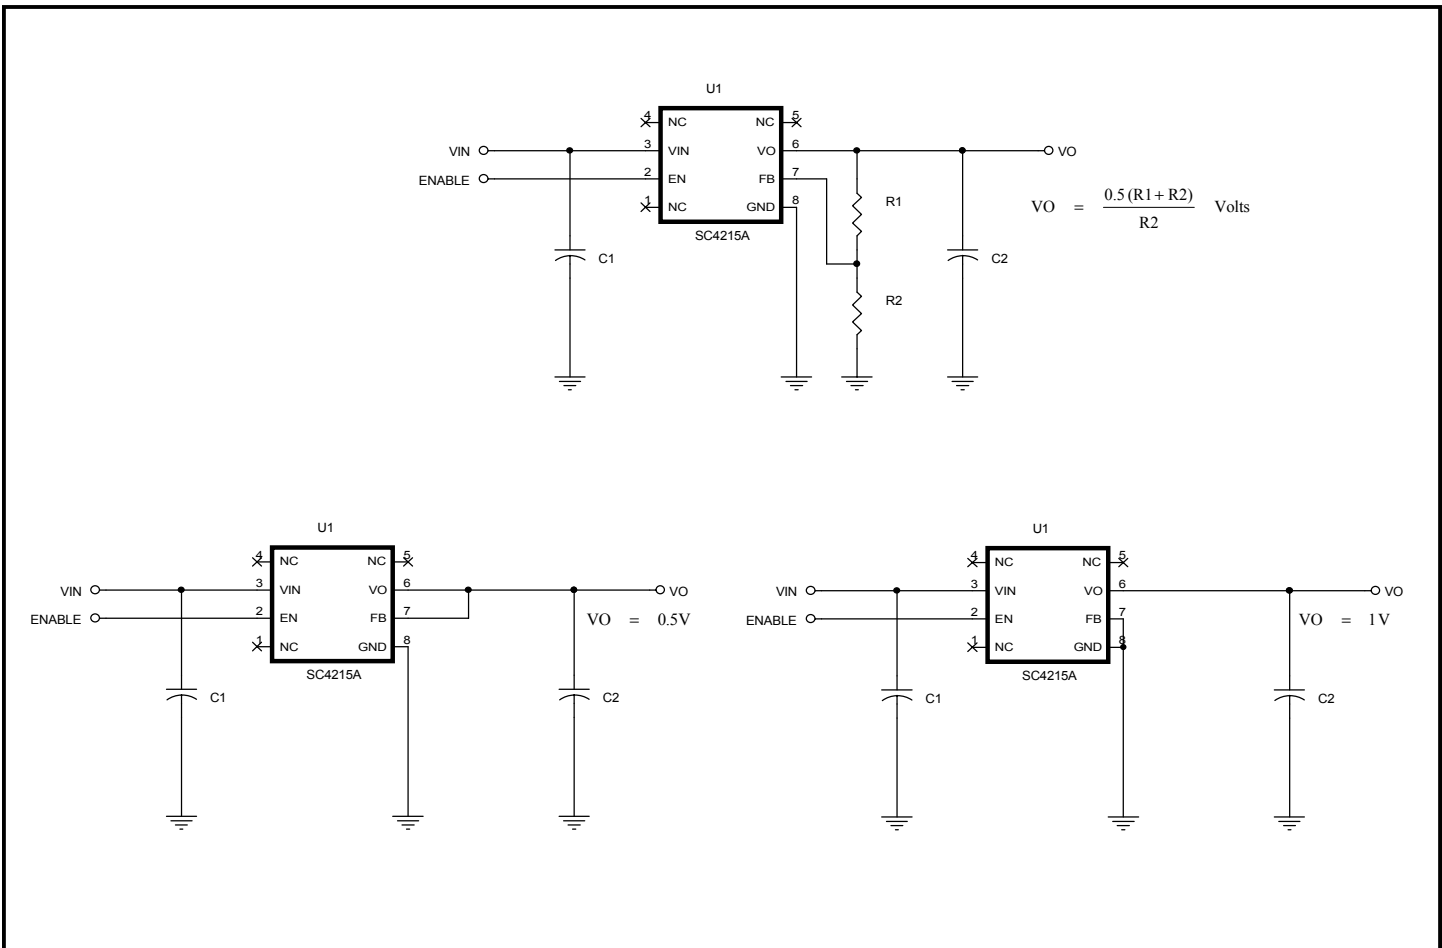 U1
4 NC NC 5
VIN 3 VIN VO 6 VO
ENABLE 2 EN FB 7
1 NC GND 8
SC4215A
R1
C1
C2
R2
VO = 0.5 (R1+ R2) / R2 Volts
U1
4 NC NC 5
VIN 3 VIN VO 6 VO
ENABLE 2 EN FB 7
VO = 0.5V
1 NC GND 8
SC4215A
C1
C2
U1
4 NC NC 5
VIN 3 VIN VO 6 VO
ENABLE 2 EN FB 7
VO = 1V
1 NC GND 8
SC4215A
C1
C2